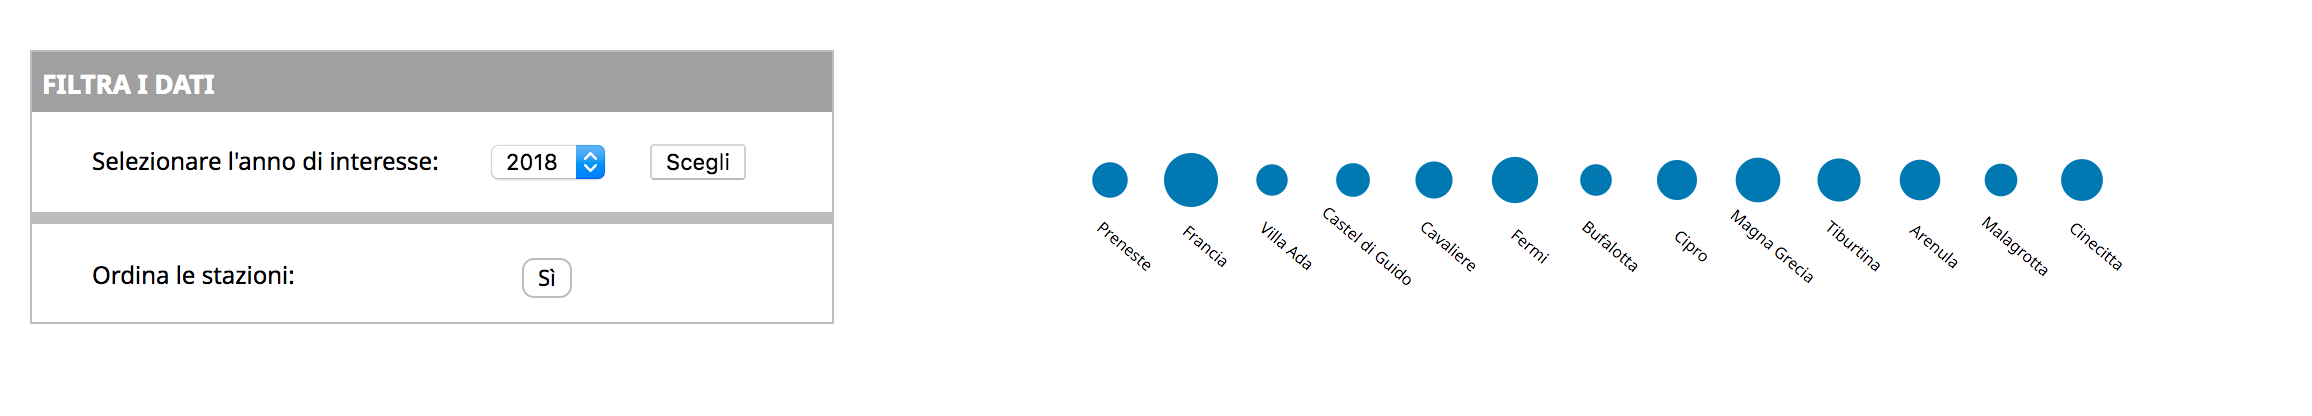 FILTRA I DATI
Selezionare l'anno di interesse: 2018 Scegli
Ordina le stazioni: Sì
Preneste
Francia
Villa Ada
Castel di Guido
Cavaliere
Fermi
Bufalotta
Cipro
Magna Grecia
Tiburtina
Arenula
Malagrotta
Cinecitta